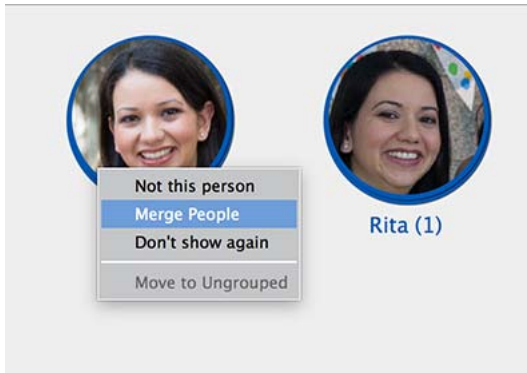 Not this person
Merge People
Rita (1)
Don't show again
Move to Ungrouped